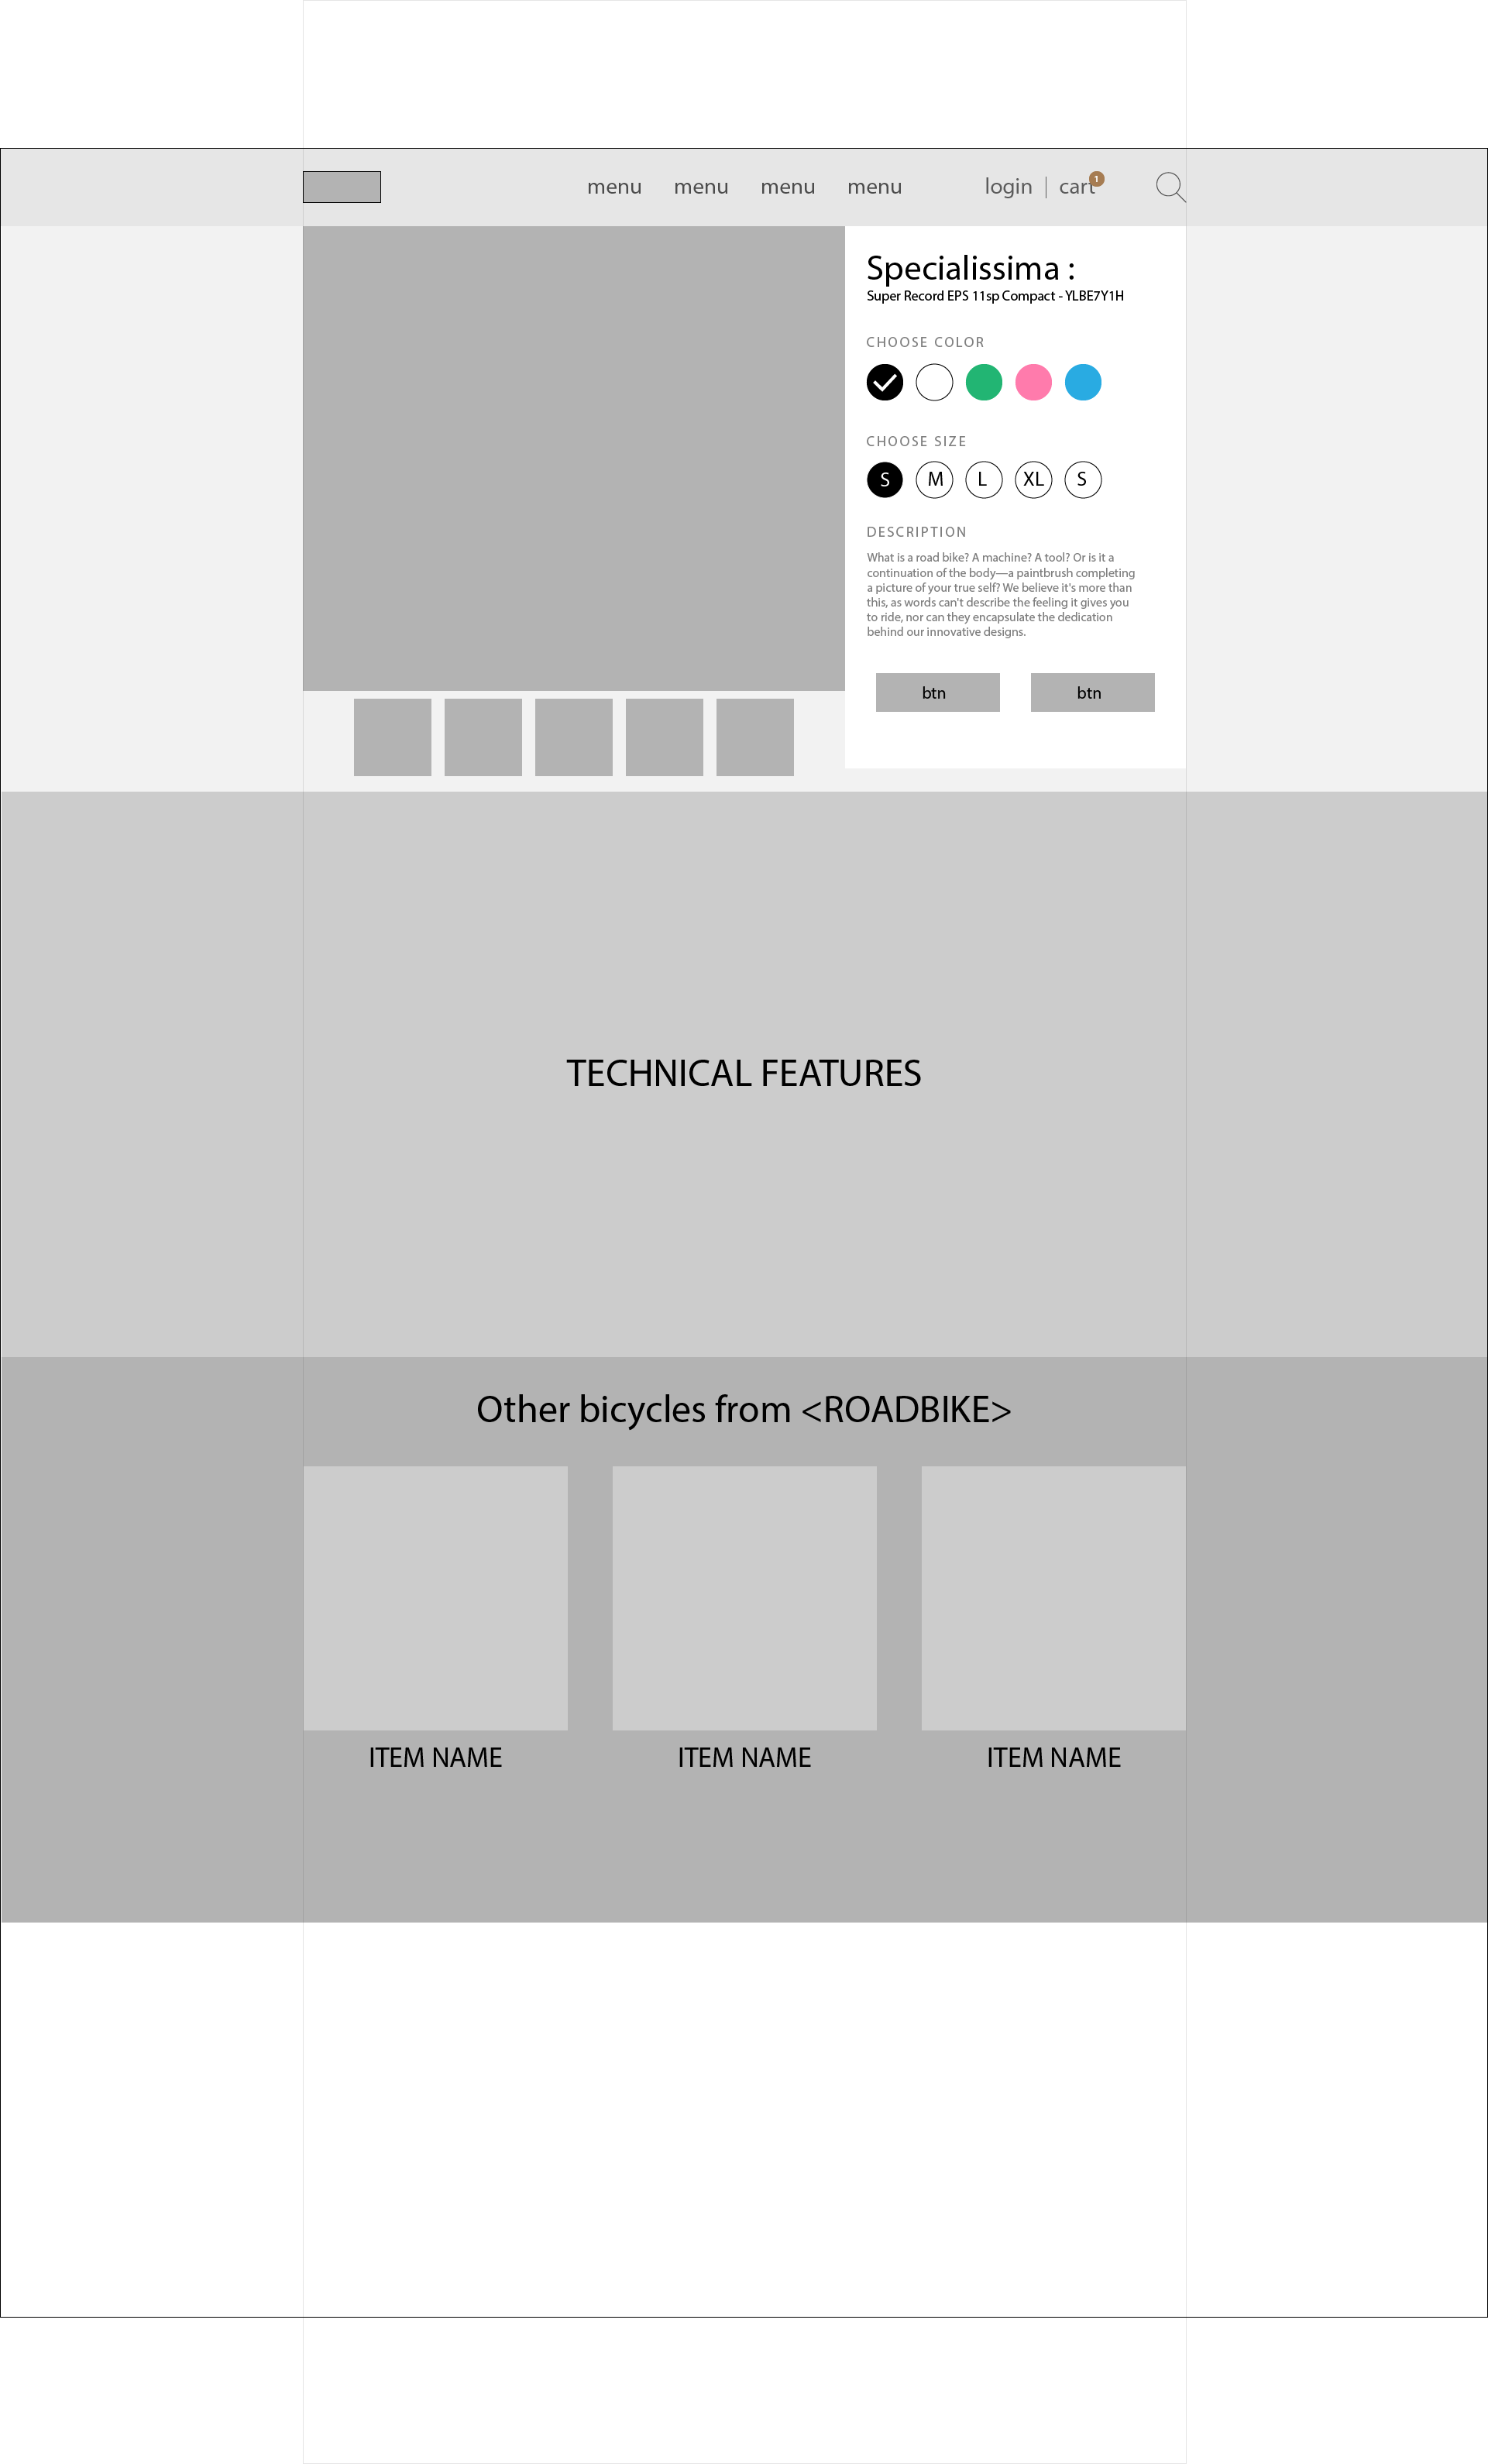 menu menu menu menu login | cart 1
Specialissima :
Super Record EPS 11sp Compact - YLBE7Y1H
CHOOSE COLOR
CHOOSE SIZE
S M L XL S
DESCRIPTION
What is a road bike? A machine? A tool? Or is it a
continuation of the body—a paintbrush completing
a picture of your true self? We believe it's more than
this, as words can't describe the feeling it gives you
to ride, nor can they encapsulate the dedication
behind our innovative designs.
btn btn
TECHNICAL FEATURES
Other bicycles from <ROADBIKE>
ITEM NAME ITEM NAME ITEM NAME